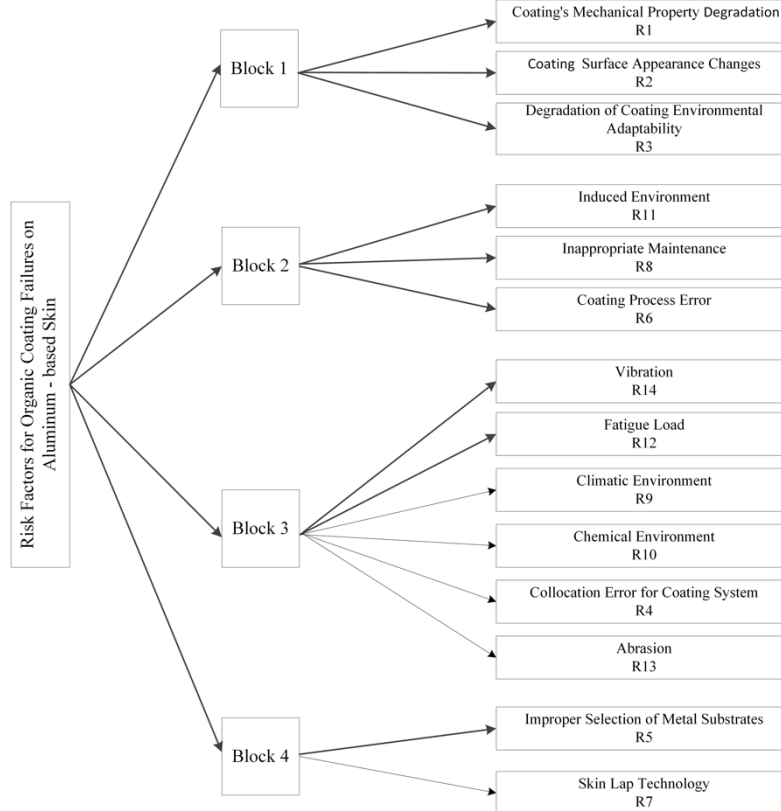 Risk Factors for Organic Coating Failures on
Aluminum - based Skin
Block 1
Coating's Mechanical Property Degradation
R1
Coating Surface Appearance Changes
R2
Degradation of Coating Environmental
Adaptability
R3
Block 2
Induced Environment
R11
Inappropriate Maintenance
R8
Coating Process Error
R6
Block 3
Vibration
R14
Fatigue Load
R12
Climatic Environment
R9
Chemical Environment
R10
Collocation Error for Coating System
R4
Abrasion
R13
Block 4
Improper Selection of Metal Substrates
R5
Skin Lap Technology
R7